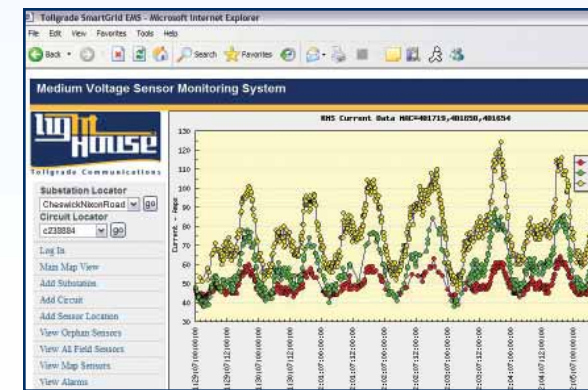 Tollgrade SmartGrid EMS - Microsoft Internet Explorer
File Edit View Favorites Tools Help
Back Search Favorites
Medium Voltage Sensor Monitoring System
LightHouse
Tollgrade Communications
Substation Locator
CheswickNixonRoad go
Circuit Locator
c238884 go
Log In
Main Map View
Add Substation
Add Circuit
Add Sensor Location
View Orphan Sensors
View All Field Sensors
View Map Sensors
View Alarms
RMS Current Data MAC=401719,401650,401654
Current - Amps
130
120
110
100
90
80
70
60
50
40
30